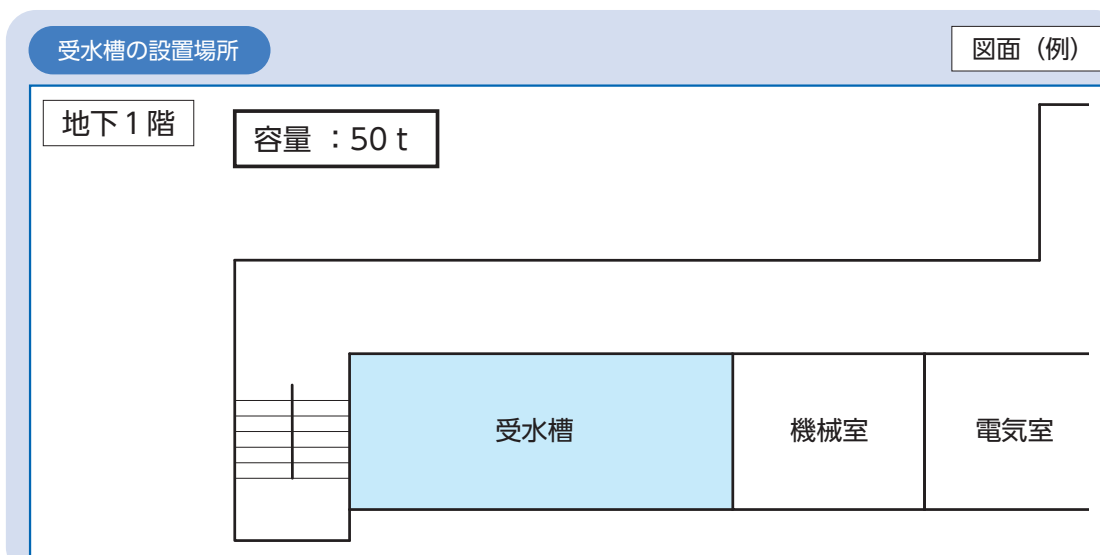 受水槽の設置場所
図面（例）
地下1階
容量：50 t
受水槽
機械室
電気室